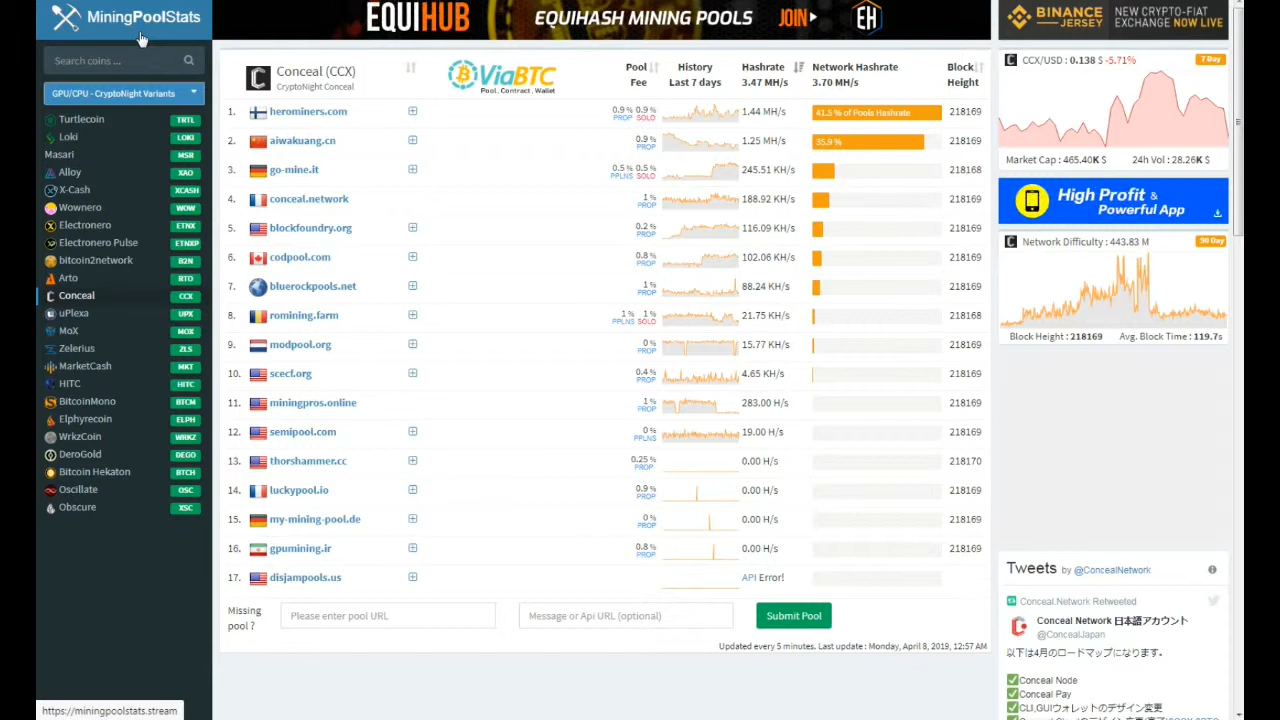 MiningPoolStats
Search coins ...
GPU/CPU - CryptoNight Variants
Turtlecoin TRTL
Loki LOKI
Masari MSR
Alloy XAO
X-Cash XCASH
Wownero WOW
Electronero ETNX
Electronero Pulse ETNXP
bitcoin2network B2N
Arto RTO
Conceal CCX
uPlexa UPX
MoX MOX
Zelerius ZLS
MarketCash MKT
HITC HITC
BitcoinMono BTCM
Elphyrecoin ELPH
WrkzCoin WRKZ
DeroGold DEGO
Bitcoin Hekaton BTCH
Oscillate OSC
Obscure XSC
https://miningpoolstats.stream
EQUIHUB EQUIHASH MINING POOLS JOIN EH
Conceal (CCX)
CryptoNight Conceal
ViaBTC
Pool, Contract, Wallet
Pool Fee
History Last 7 days
Hashrate 3.47 MH/s
Network Hashrate 3.70 MH/s
Block Height
1. herominers.com 0.9 % PROP 0.9 % SOLO 1.44 MH/s 41.5 % of Pools Hashrate 218169
2. aiwakuang.cn 0.9 % PROP 1.25 MH/s 35.9 % 218169
3. go-mine.it 0.5 % PPLNS 0.5 % SOLO 245.51 KH/s 218168
4. conceal.network 1 % PROP 188.92 KH/s 218169
5. blockfoundry.org 0.2 % PROP 116.09 KH/s 218169
6. codpool.com 0.8 % PROP 102.06 KH/s 218169
7. bluerockpools.net 1 % PROP 88.24 KH/s 218169
8. romining.farm 1 % PPLNS 1 % SOLO 21.75 KH/s 218168
9. modpool.org 0 % PROP 15.77 KH/s 218169
10. scecf.org 0.4 % PROP 4.65 KH/s 218169
11. miningpros.online 1 % PROP 283.00 H/s 218169
12. semipool.com 0 % PPLNS 19.00 H/s 218169
13. thorshammer.cc 0.25 % PROP 0.00 H/s 218170
14. luckypool.io 0.9 % PROP 0.00 H/s 218169
15. my-mining-pool.de 0 % PROP 0.00 H/s 218169
16. gpumining.ir 0.8 % PROP 0.00 H/s 218169
17. disjampools.us API Error!
Missing pool ?
Please enter pool URL
Message or Api URL (optional)
Submit Pool
Updated every 5 minutes. Last update : Monday, April 8, 2019, 12:57 AM
BINANCE JERSEY
NEW CRYPTO-FIAT
EXCHANGE NOW LIVE
CCX/USD : 0.138 $ -5.71% 7 Day
Market Cap : 465.40K $ 24h Vol : 28.26K $
High Profit &
Powerful App
Network Difficulty : 443.83 M 90 Day
Block Height : 218169 Avg. Block Time : 119.7s
Tweets by @ConcealNetwork
Conceal.Network Retweeted
Conceal Network 日本語アカウント
@ConcealJapan
以下は4月のロードマップになります。
✅Conceal Node
✅Conceal Pay
✅CLI,GUIウォレットのデザイン変更